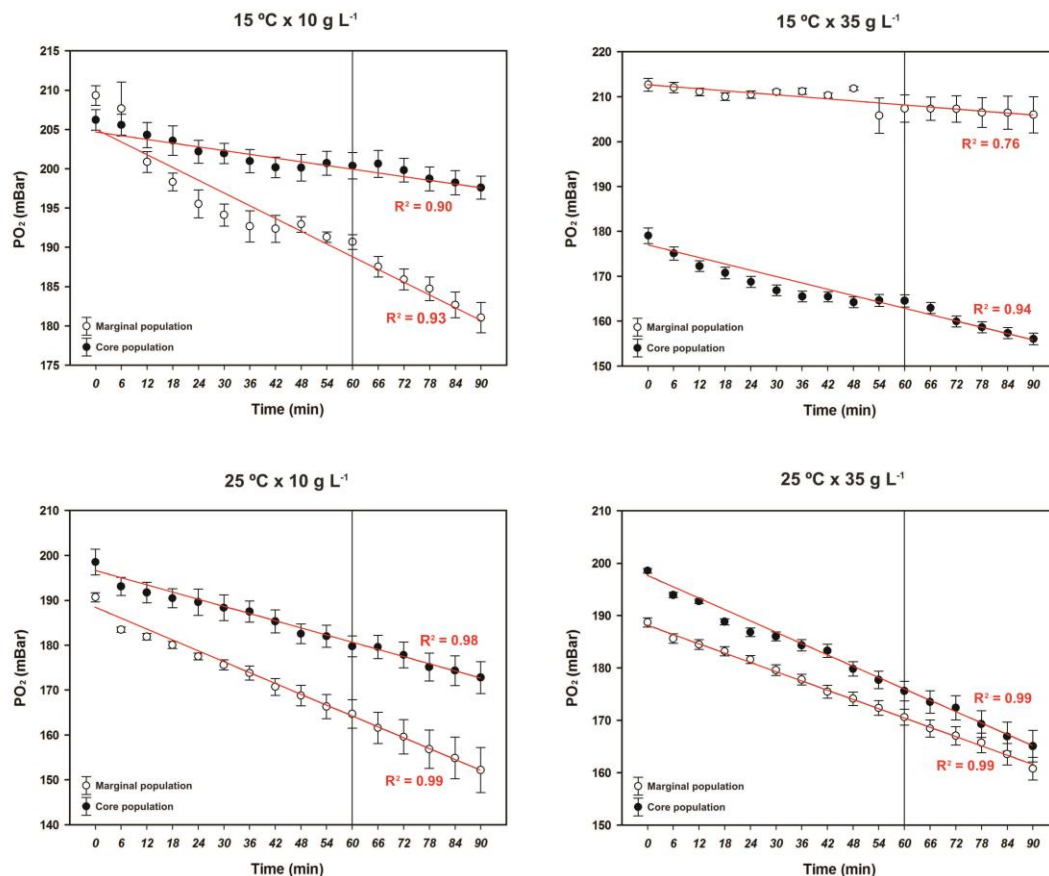 15 ºC x 10 g L⁻¹
215
210
205
200
195
190
185
180
175
PO₂ (mBar)
R² = 0.90
R² = 0.93
Marginal population
Core population
0 6 12 18 24 30 36 42 48 54 60 66 72 78 84 90
Time (min)
15 ºC x 35 g L⁻¹
220
210
200
190
180
170
160
150
PO₂ (mBar)
R² = 0.76
R² = 0.94
Marginal population
Core population
0 6 12 18 24 30 36 42 48 54 60 66 72 78 84 90
Time (min)
25 ºC x 10 g L⁻¹
210
200
190
180
170
160
150
140
PO₂ (mBar)
R² = 0.98
R² = 0.99
Marginal population
Core population
0 6 12 18 24 30 36 42 48 54 60 66 72 78 84 90
Time (min)
25 ºC x 35 g L⁻¹
210
200
190
180
170
160
150
PO₂ (mBar)
R² = 0.99
R² = 0.99
Marginal population
Core population
0 6 12 18 24 30 36 42 48 54 60 66 72 78 84 90
Time (min)